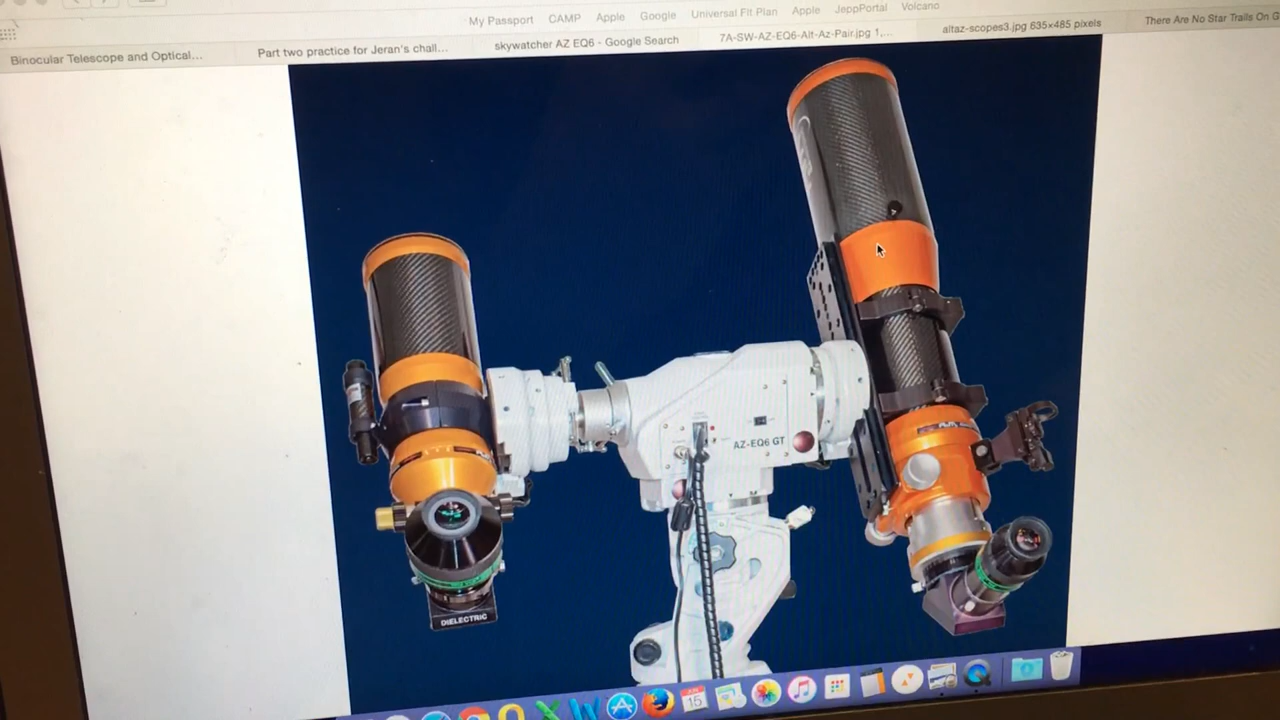 My Passport CAMP Apple Google Universal Fit Plan Apple JeppPortal Volcano
Binocular Telescope and Optical... Part two practice for Jeran's chall... skywatcher AZ EQ6 - Google Search 7A-SW-AZ-EQ6-Alt-Az-Pair.jpg 1,... altaz-scopes3.jpg 635×485 pixels There Are No Star Trails On G
AZ-EQ6 GT
DIELECTRIC
15